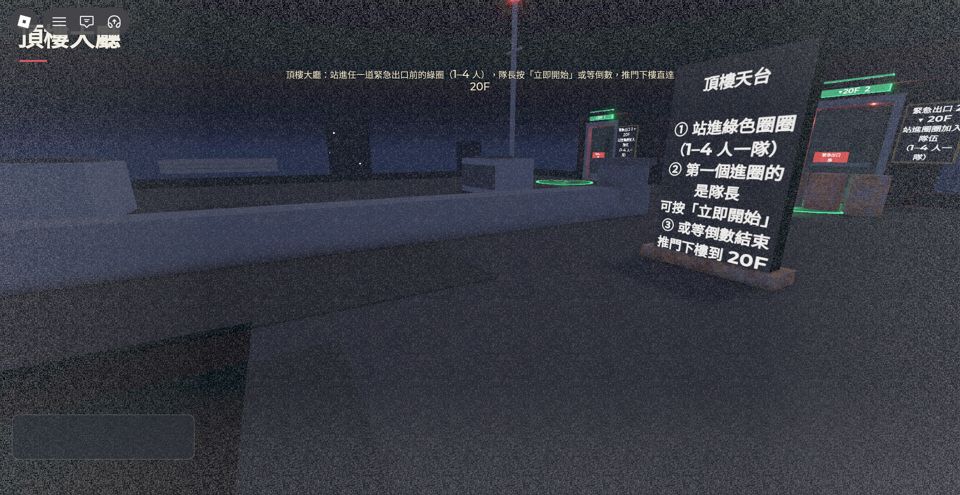 頂樓大廳
頂樓大廳：站進任一道緊急出口前的綠圈（1–4 人），隊長按「立即開始」或等倒數，推門下樓直達
20F
頂樓天台
① 站進綠色圈圈
（1–4 人一隊）
② 第一個進圈的
是隊長
可按「立即開始」
③ 或等倒數結束
推門下樓到 20F
▼20F 2
緊急出口 2
▼ 20F
站進圈圈加入
隊伍
（1–4 人一
隊）
緊急出口